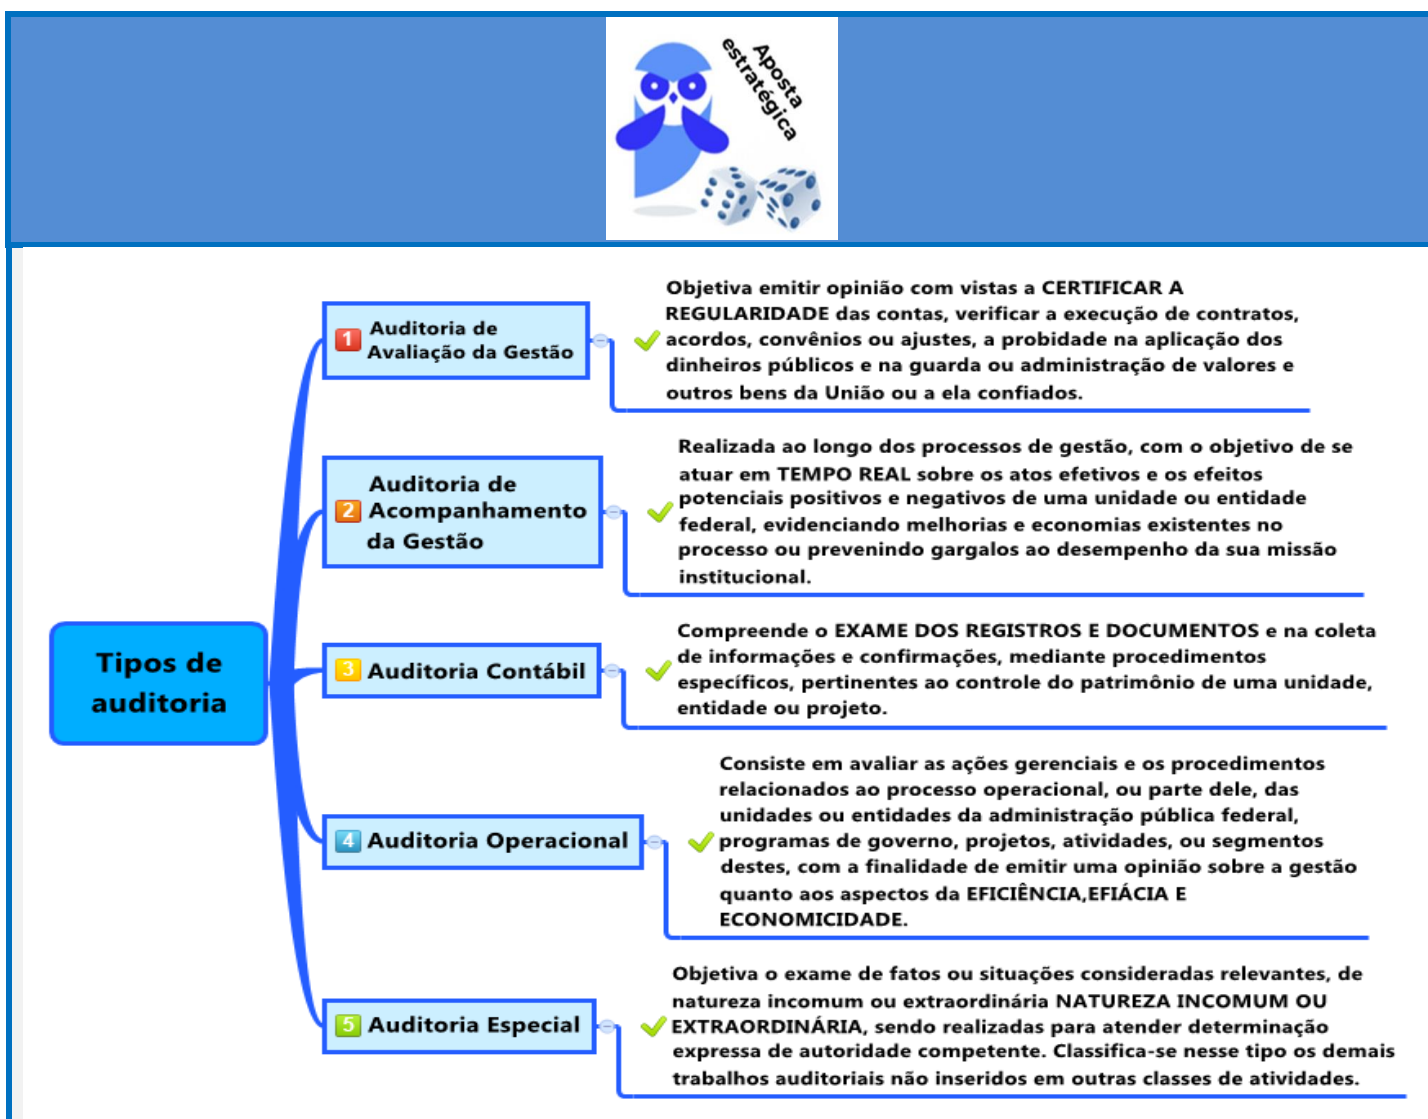 Aposta
estratégica
Tipos de
auditoria
1
Auditoria de
Avaliação da Gestão
Objetiva emitir opinião com vistas a CERTIFICAR A
REGULARIDADE das contas, verificar a execução de contratos,
acordos, convênios ou ajustes, a probidade na aplicação dos
dinheiros públicos e na guarda ou administração de valores e
outros bens da União ou a ela confiados.
2
Auditoria de
Acompanhamento
da Gestão
Realizada ao longo dos processos de gestão, com o objetivo de se
atuar em TEMPO REAL sobre os atos efetivos e os efeitos
potenciais positivos e negativos de uma unidade ou entidade
federal, evidenciando melhorias e economias existentes no
processo ou prevenindo gargalos ao desempenho da sua missão
institucional.
3
Auditoria Contábil
Compreende o EXAME DOS REGISTROS E DOCUMENTOS e na coleta
de informações e confirmações, mediante procedimentos
específicos, pertinentes ao controle do patrimônio de uma unidade,
entidade ou projeto.
4
Auditoria Operacional
Consiste em avaliar as ações gerenciais e os procedimentos
relacionados ao processo operacional, ou parte dele, das
unidades ou entidades da administração pública federal,
programas de governo, projetos, atividades, ou segmentos
destes, com a finalidade de emitir uma opinião sobre a gestão
quanto aos aspectos da EFICIÊNCIA,EFIÁCIA E
ECONOMICIDADE.
5
Auditoria Especial
Objetiva o exame de fatos ou situações consideradas relevantes, de
natureza incomum ou extraordinária NATUREZA INCOMUM OU
EXTRAORDINÁRIA, sendo realizadas para atender determinação
expressa de autoridade competente. Classifica-se nesse tipo os demais
trabalhos auditoriais não inseridos em outras classes de atividades.